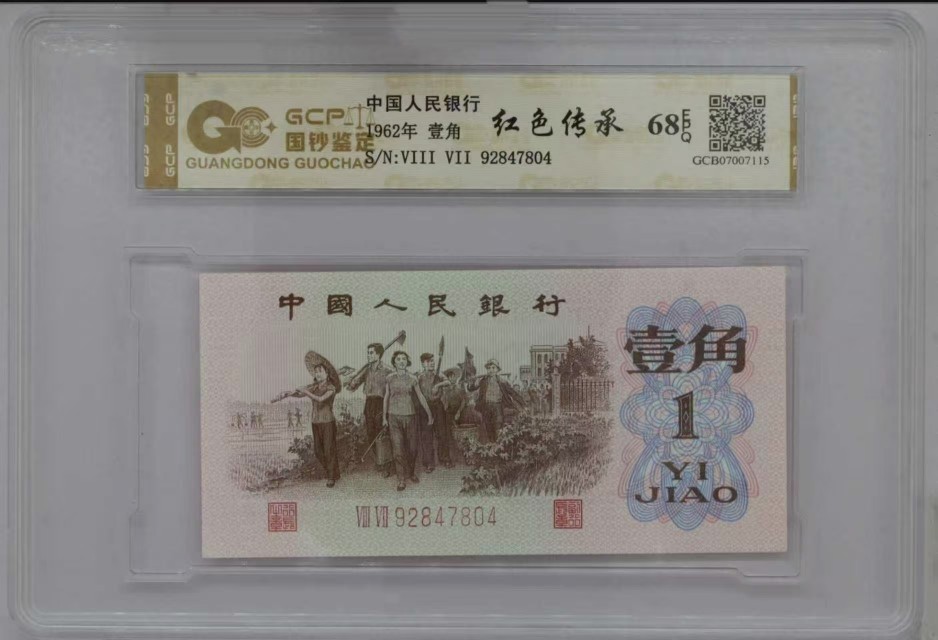 中国人民银行
GCP
国钞鉴定
GUANGDONG GUOCHAO
1962年 壹角
红色传承
68 EPQ
S/N:VIII VII 92847804
GCB07007115
中國人民銀行
壹角
1
YI
JIAO
VIII VII 92847804